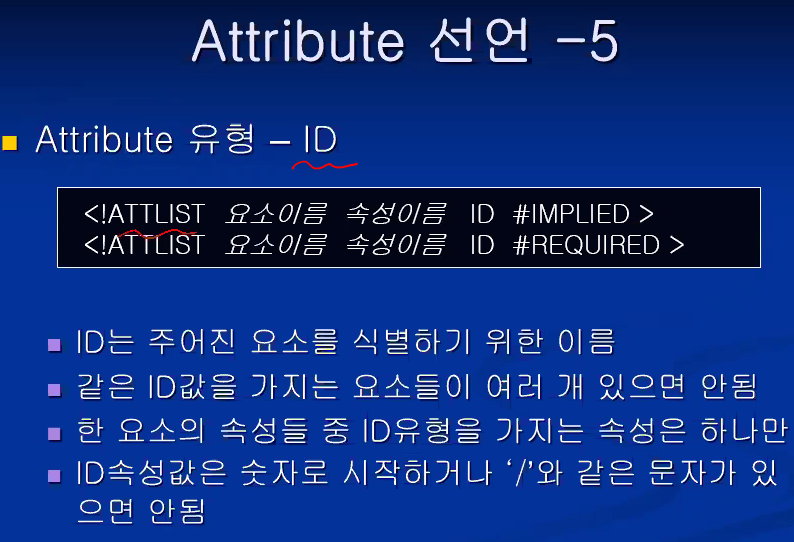 Attribute 선언 -5
Attribute 유형 – ID
<!ATTLIST 요소이름 속성이름 ID #IMPLIED >
<!ATTLIST 요소이름 속성이름 ID #REQUIRED >
ID는 주어진 요소를 식별하기 위한 이름
같은 ID값을 가지는 요소들이 여러 개 있으면 안됨
한 요소의 속성들 중 ID유형을 가지는 속성은 하나만
ID속성값은 숫자로 시작하거나 ‘/’와 같은 문자가 있
으면 안됨